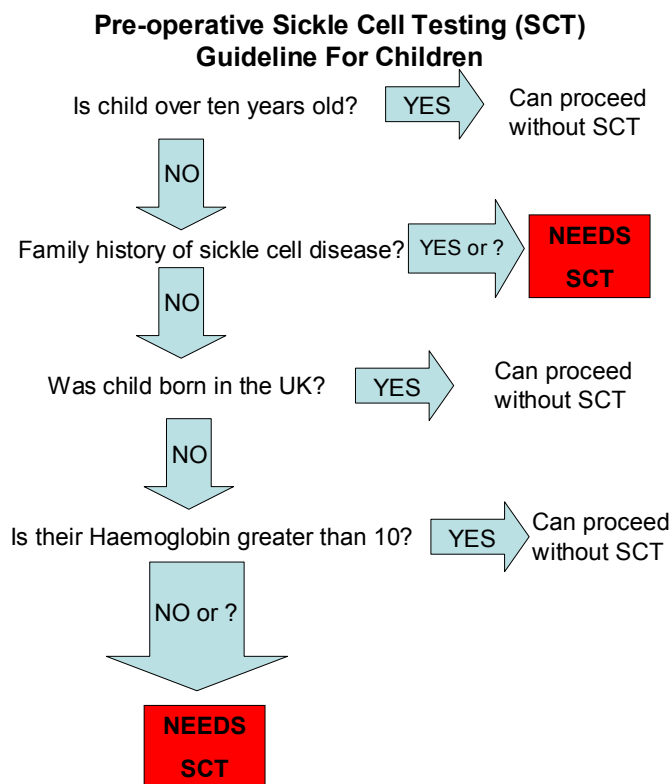 Pre-operative Sickle Cell Testing (SCT)
Guideline For Children
Is child over ten years old?
YES
Can proceed
without SCT
NO
Family history of sickle cell disease?
YES or ?
NEEDS
SCT
NO
Was child born in the UK?
YES
Can proceed
without SCT
NO
Is their Haemoglobin greater than 10?
YES
Can proceed
without SCT
NO or ?
NEEDS
SCT